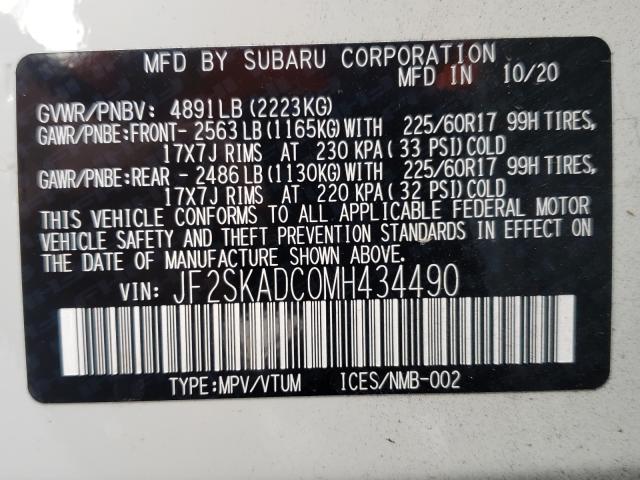 MFD BY SUBARU CORPORATION
MFD IN 10/20
GVWR/PNBV: 4891LB (2223KG)
GAWR/PNBE:FRONT- 2563LB(1165KG)WITH 225/60R17 99H TIRES,
17X7J RIMS AT 230 KPA (33 PSI)COLD
GAWR/PNBE:REAR - 2486LB(1130KG)WITH 225/60R17 99H TIRES,
17X7J RIMS AT 220 KPA (32 PSI)COLD
THIS VEHICLE CONFORMS TO ALL APPLICABLE FEDERAL MOTOR
VEHICLE SAFETY AND THEFT PREVENTION STANDARDS IN EFFECT
ON THE DATE OF MANUFACTURE SHOWN ABOVE.
VIN: JF2SKADC0MH434490
TYPE:MPV/VTUM ICES/NMB-002